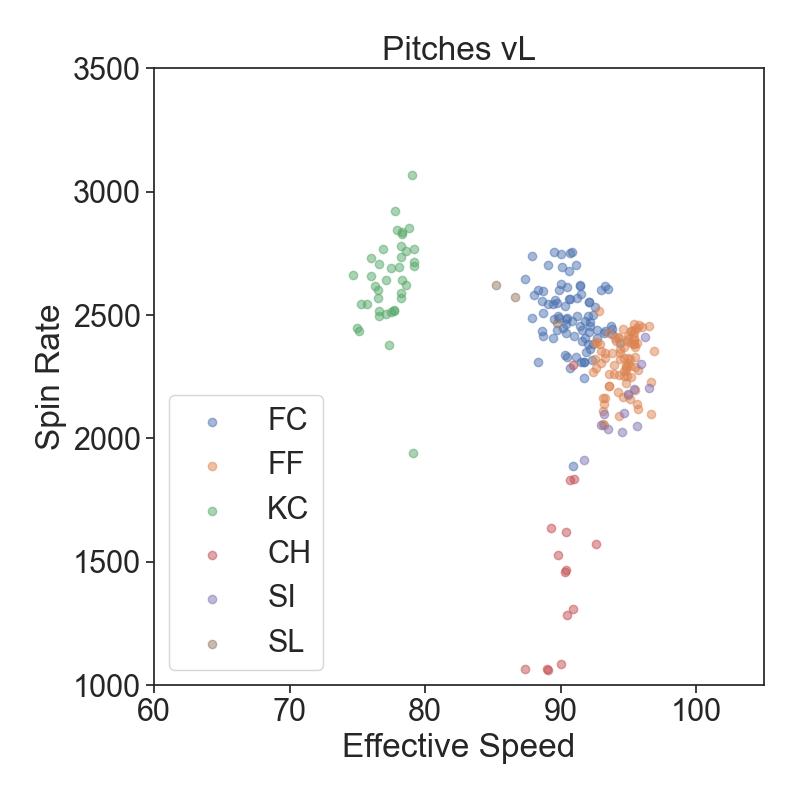 Pitches vL
3500
3000
2500
2000
1500
1000
Spin Rate
FC
FF
KC
CH
SI
SL
60
70
80
90
100
Effective Speed